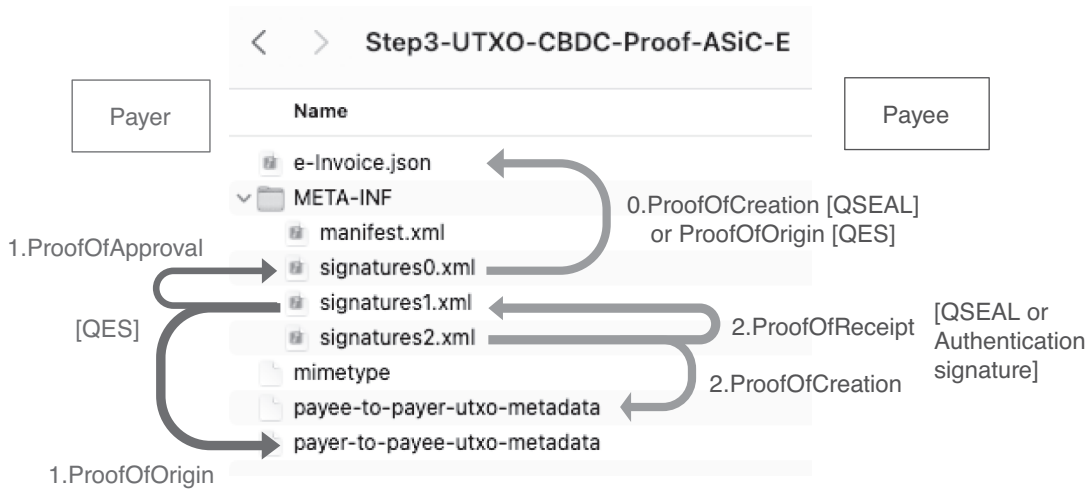 Step3-UTXO-CBDC-Proof-ASiC-E
Payer
Name
Payee
e-Invoice.json
META-INF
0.ProofOfCreation [QSEAL]
or ProofOfOrigin [QES]
manifest.xml
1.ProofOfApproval
signatures0.xml
signatures1.xml
[QES]
signatures2.xml
2.ProofOfReceipt
[QSEAL or
Authentication
signature]
mimetype
2.ProofOfCreation
payee-to-payer-utxo-metadata
payer-to-payee-utxo-metadata
1.ProofOfOrigin